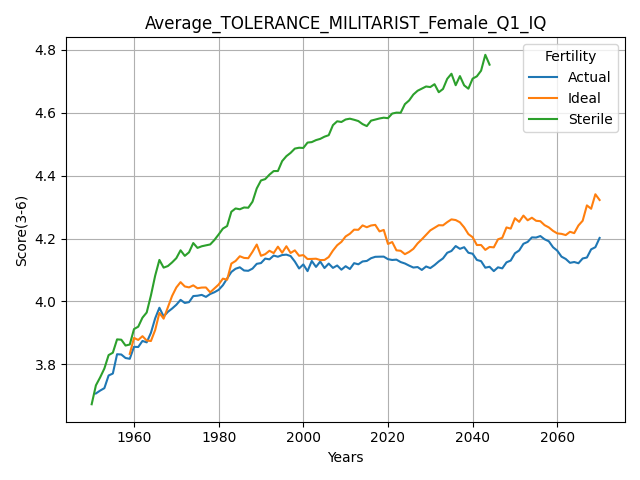 Average_TOLERANCE_MILITARIST_Female_Q1_IQ
Score(3-6)
4.8
4.6
4.4
4.2
4.0
3.8
Fertility
Actual
Ideal
Sterile
1960 1980 2000 2020 2040 2060
Years